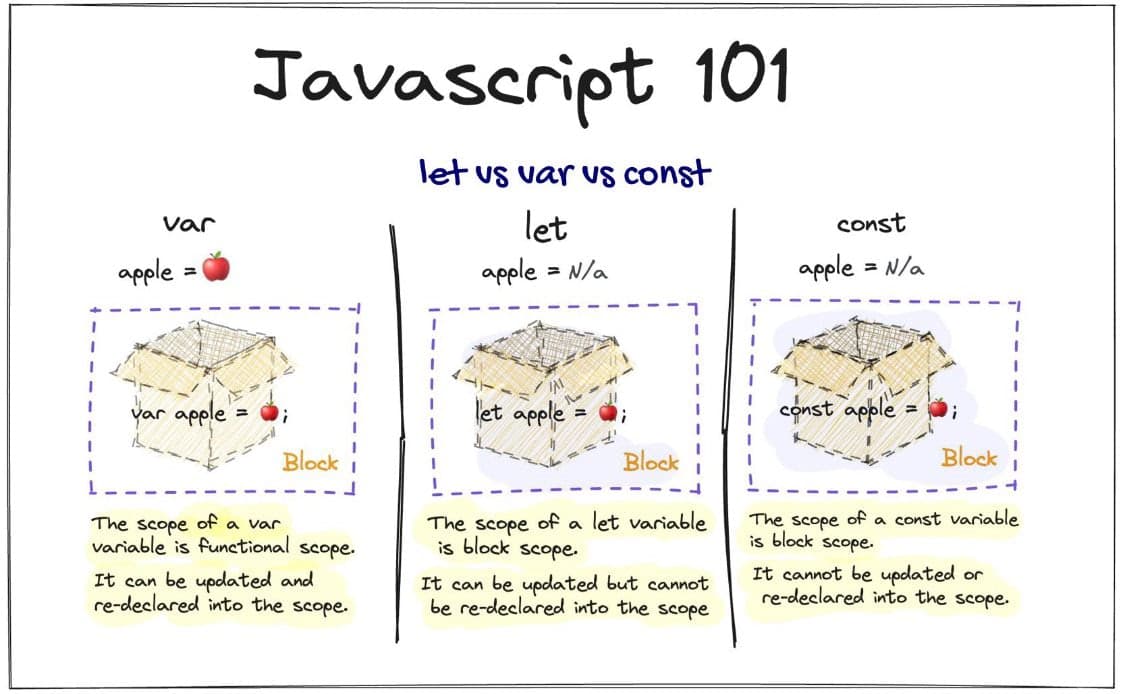 Javascript 101
let vs var vs const
var
apple = 🍎
var apple = 🍎;
Block
The scope of a var
variable is functional scope.
It can be updated and
re-declared into the scope.
let
apple = N/a
let apple = 🍎;
Block
The scope of a let variable
is block scope.
It can be updated but cannot
be re-declared into the scope
const
apple = N/a
const apple = 🍎;
Block
The scope of a const variable
is block scope.
It cannot be updated or
re-declared into the scope.